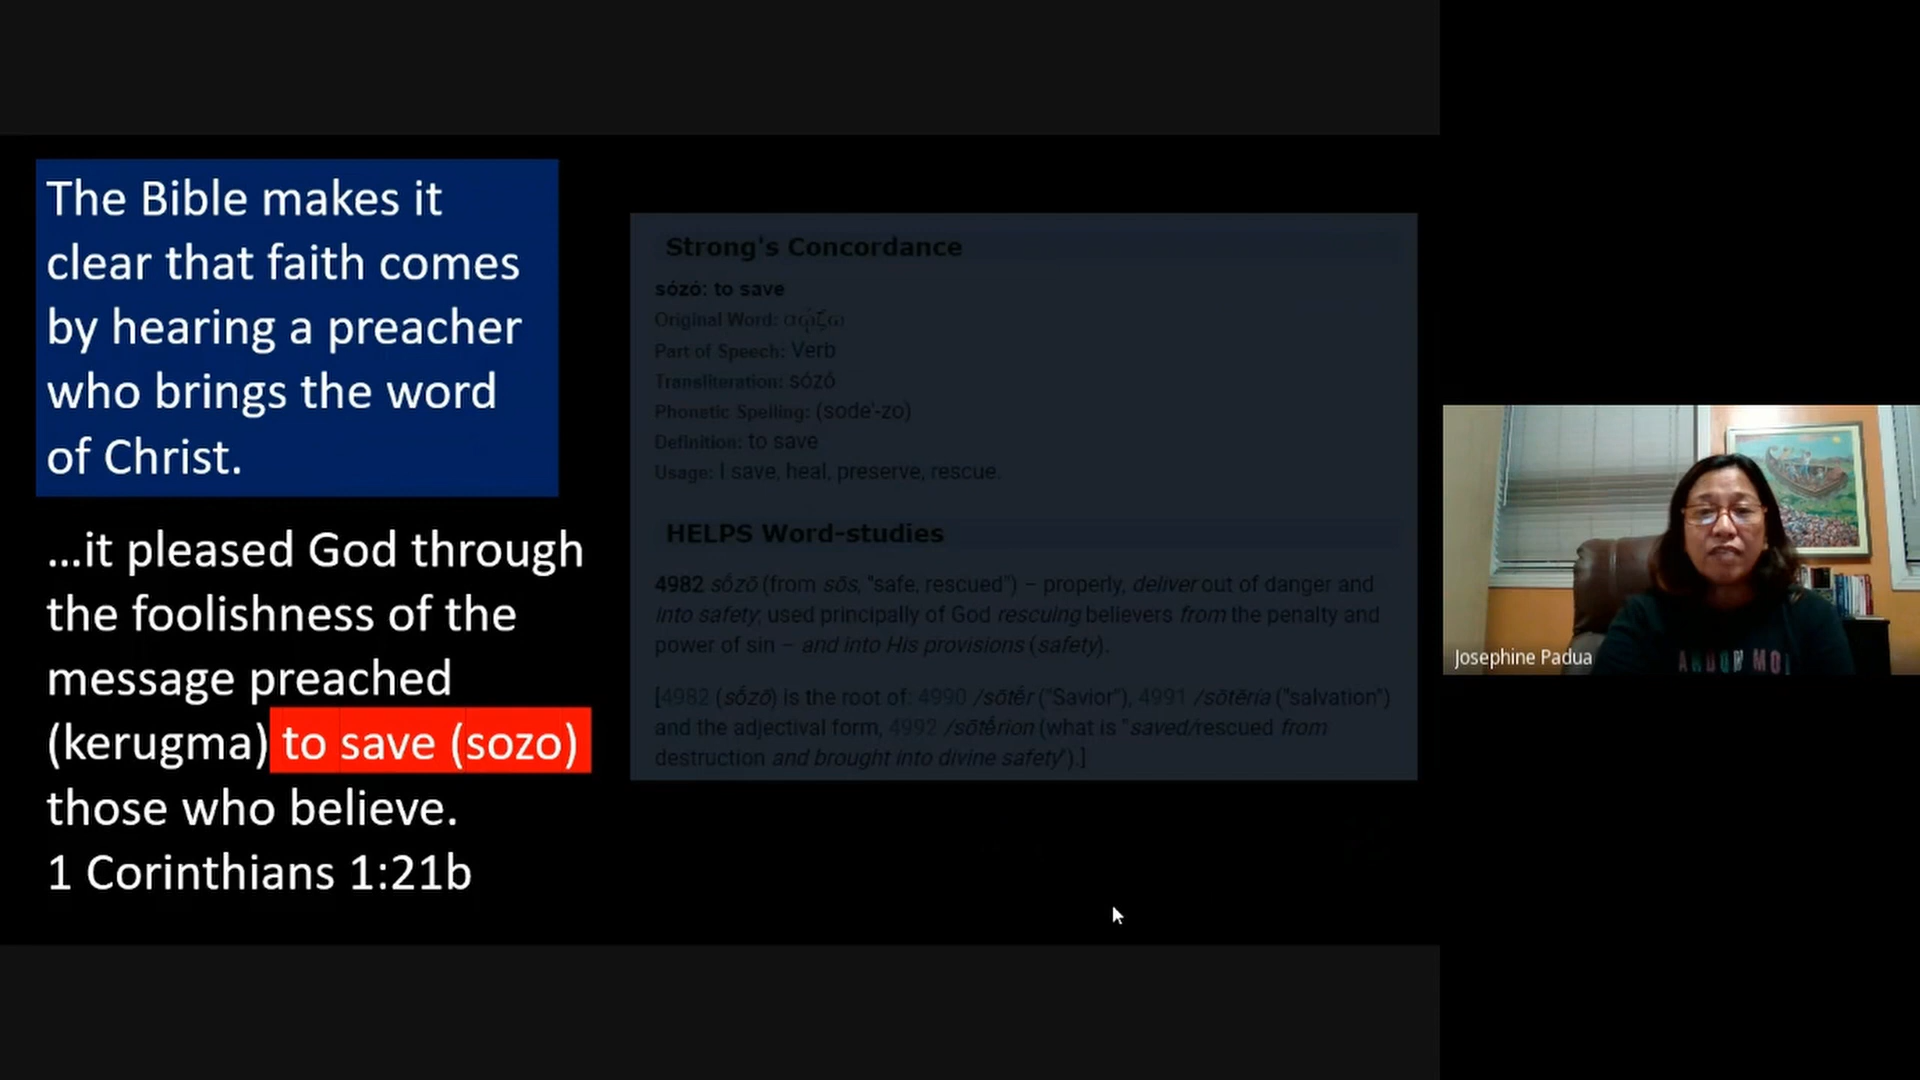 The Bible makes it
clear that faith comes
by hearing a preacher
who brings the word
of Christ.
...it pleased God through
the foolishness of the
message preached
(kerugma) to save (sozo)
those who believe.
1 Corinthians 1:21b
Strong's Concordance
sózó: to save
Original Word: σῴζω
Part of Speech: Verb
Transliteration: sózó
Phonetic Spelling: (sode'-zo)
Definition: to save
Usage: I save, heal, preserve, rescue.
HELPS Word-studies
4982 sṓzō (from sōs, "safe, rescued") – properly, deliver out of danger and
into safety; used principally of God rescuing believers from the penalty and
power of sin – and into His provisions (safety).
[4982 (sṓzō) is the root of: 4990 /sōtḗr ("Savior"), 4991 /sōtēría ("salvation")
and the adjectival form, 4992 /sōtḗrion (what is "saved/rescued from
destruction and brought into divine safety").]
Josephine Padua